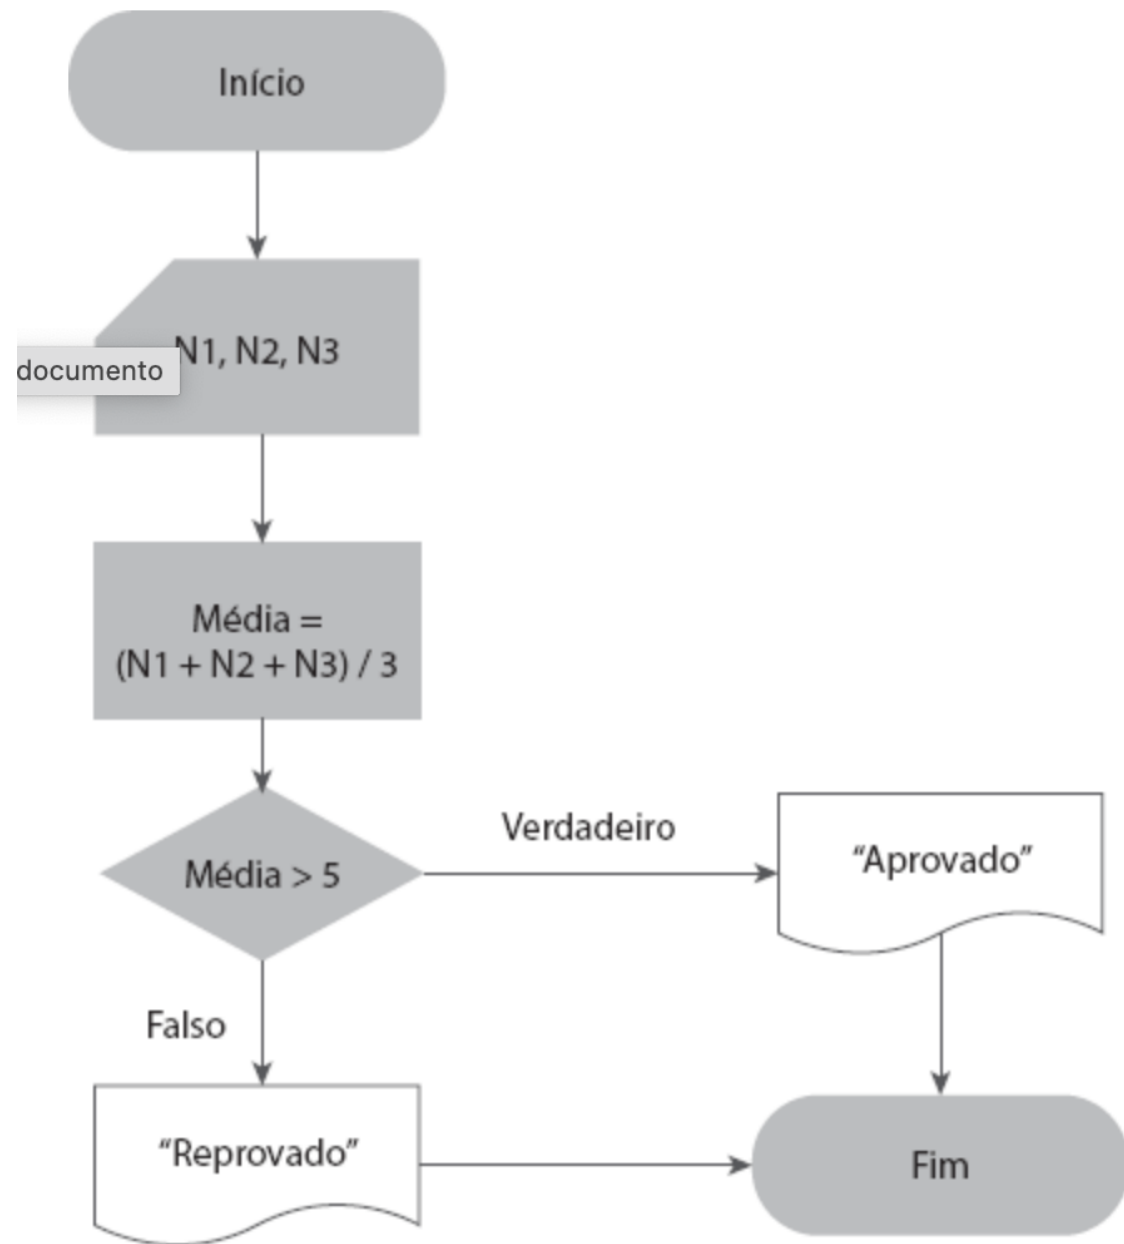 Início
N1, N2, N3
documento
Média =
(N1 + N2 + N3) / 3
Média > 5
Verdadeiro
“Aprovado”
Falso
“Reprovado”
Fim